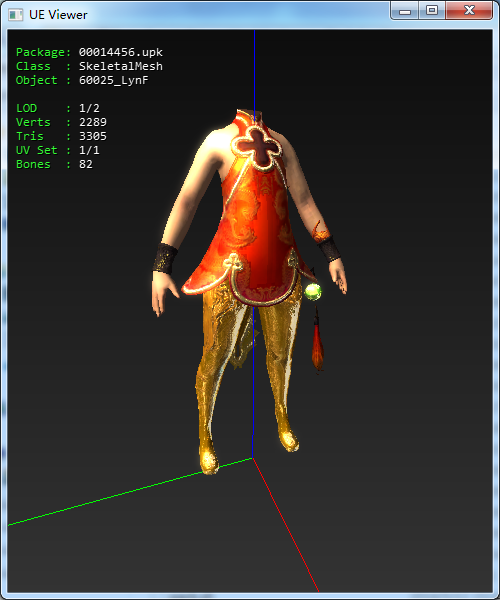 UE Viewer
Package: 00014456.upk
Class  : SkeletalMesh
Object : 60025_LynF
LOD    : 1/2
Verts  : 2289
Tris   : 3305
UV Set : 1/1
Bones  : 82